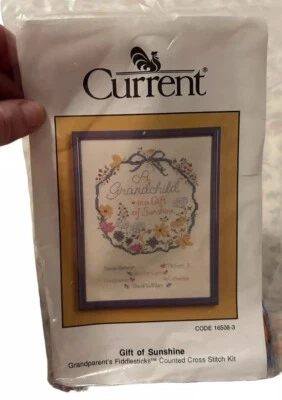 Current®
A
Grandchild
is a Gift
of Sunshine
CODE 16508-3
Gift of Sunshine
Grandparent's Fiddlesticks™ Counted Cross Stitch Kit